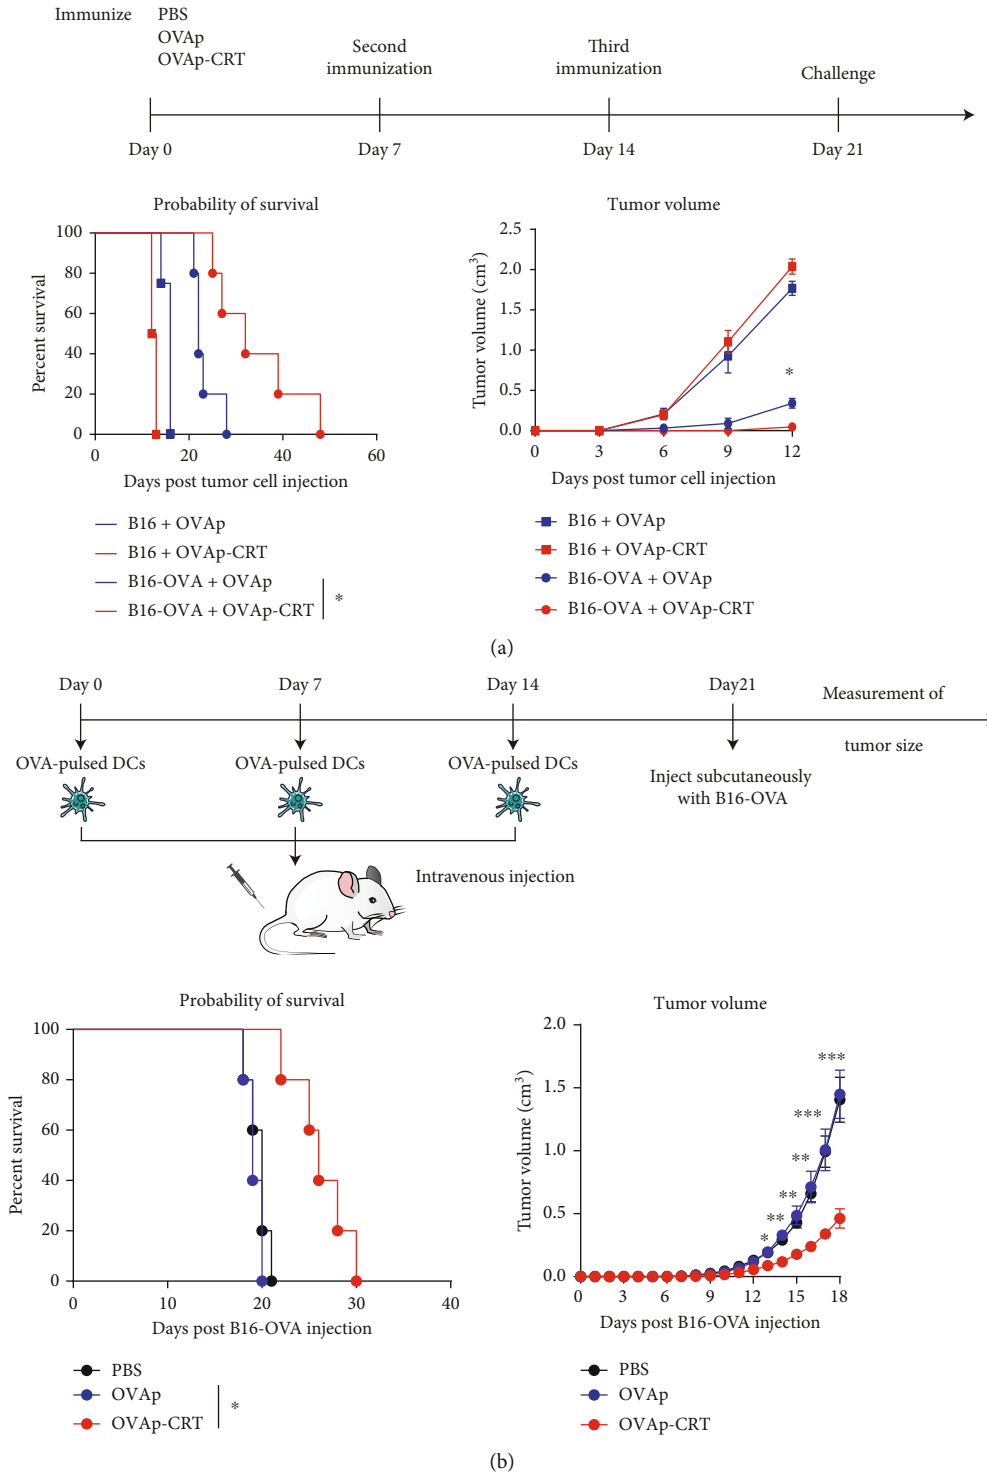 Immunize PBS
OVAp
OVAp-CRT
Second
immunization
Third
immunization
Challenge
Day 0 Day 7 Day 14 Day 21
Probability of survival
Percent survival
100
80
60
40
20
0
0 20 40 60
Days post tumor cell injection
B16 + OVAp
B16 + OVAp-CRT
B16-OVA + OVAp
B16-OVA + OVAp-CRT
*
Tumor volume
Tumor volume (cm³)
2.5
2.0
1.5
1.0
0.5
0.0
*
0 3 6 9 12
Days post tumor cell injection
B16 + OVAp
B16 + OVAp-CRT
B16-OVA + OVAp
B16-OVA + OVAp-CRT
(a)
Day 0 Day 7 Day 14 Day21 Measurement of
tumor size
OVA-pulsed DCs OVA-pulsed DCs OVA-pulsed DCs
Inject subcutaneously
with B16-OVA
Intravenous injection
Probability of survival
Percent survival
100
80
60
40
20
0
0 10 20 30 40
Days post B16-OVA injection
PBS
OVAp
OVAp-CRT
*
Tumor volume
Tumor volume (cm³)
2.0
1.5
1.0
0.5
0.0
***
***
**
**
**
*
0 3 6 9 12 15 18
Days post B16-OVA injection
PBS
OVAp
OVAp-CRT
(b)